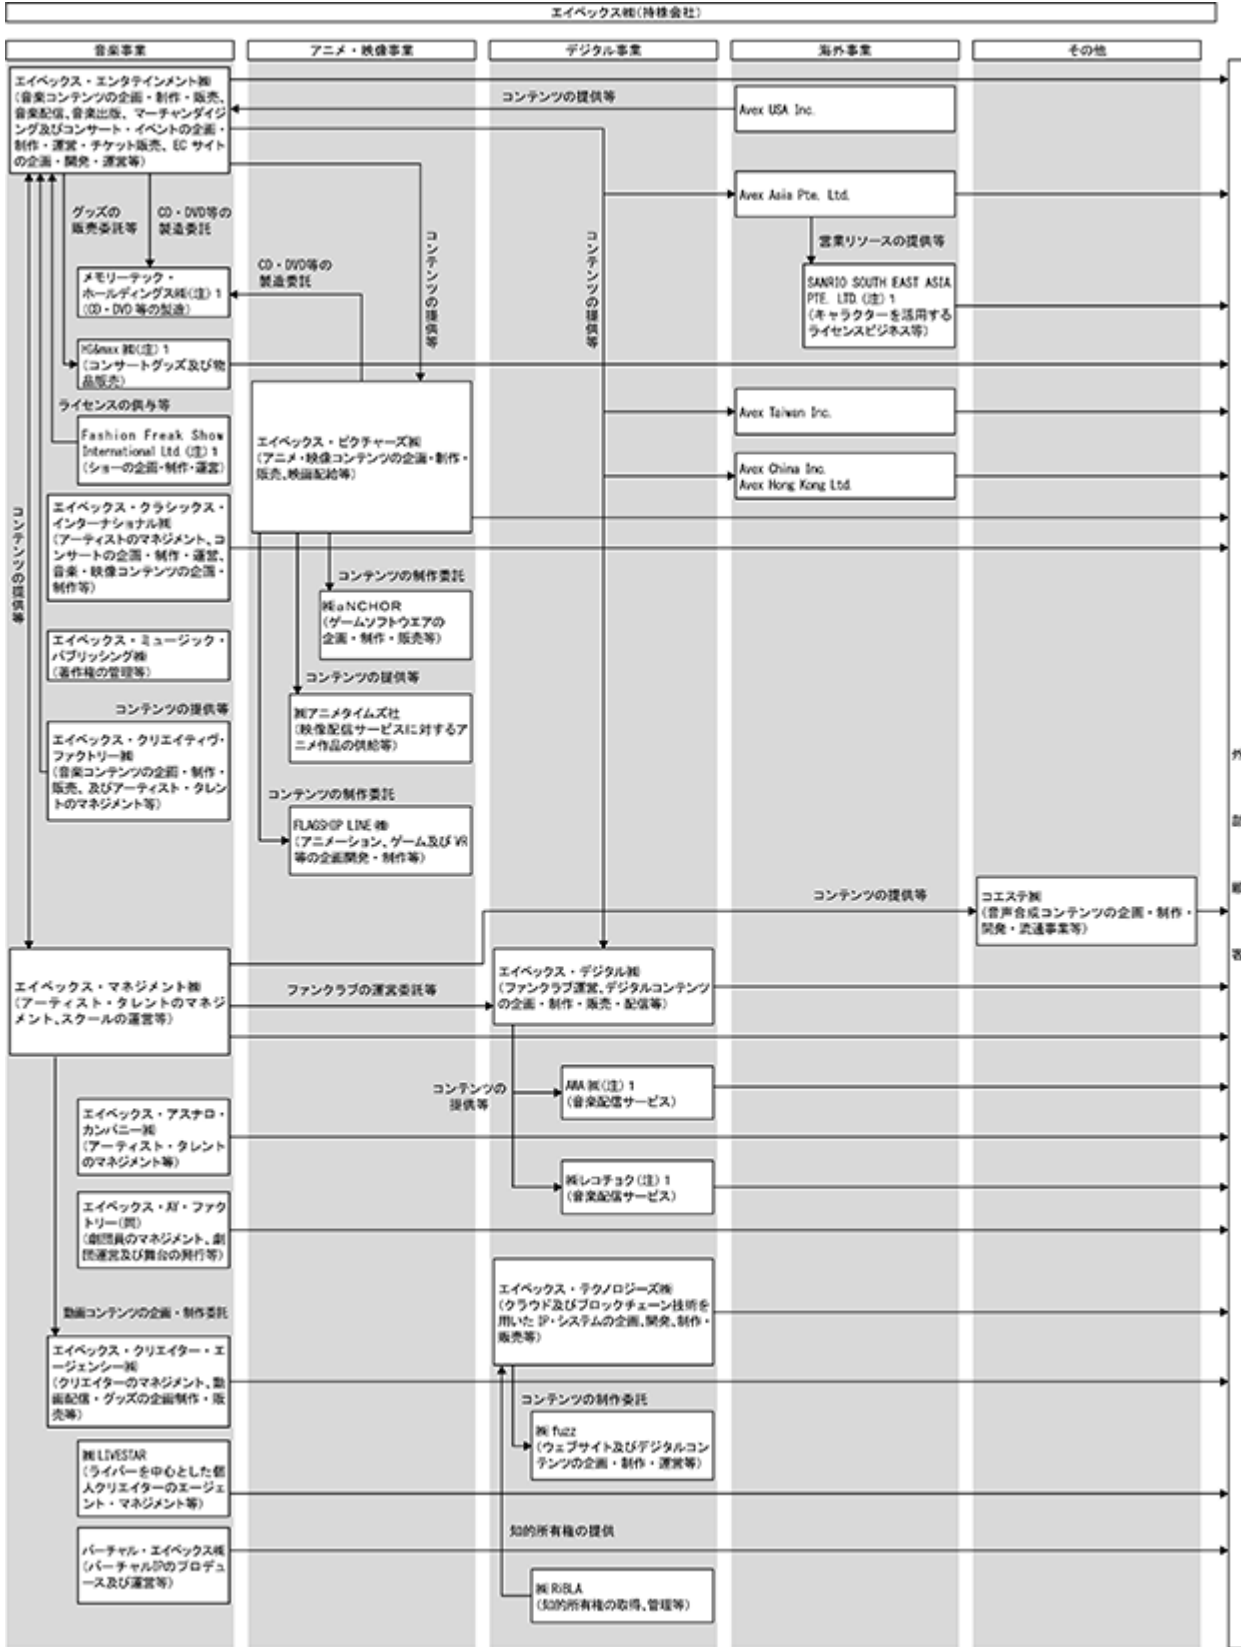 エイベックス㈱(持株会社)
音楽事業
アニメ・映像事業
デジタル事業
海外事業
その他
エイベックス・エンタテインメント㈱
(音楽コンテンツの企画・制作・販売、
音楽配信、音楽出版、マーチャンダイジ
ング及びコンサート・イベントの企画・
制作・運営・チケット販売、ECサイト
の企画・開発・運営等)
コンテンツの提供等
Avex USA Inc.
Avex Asia Pte. Ltd.
営業リソースの提供等
SANRIO SOUTH EAST ASIA
PTE. LTD.(注)1
(キャラクターを活用する
ライセンスビジネス等)
グッズの
販売委託等
CD・DVD等の
製造委託
メモリーテック・
ホールディングス㈱(注)1
(CD・DVD等の製造)
CD・DVD等の
製造委託
コンテンツの提供等
コンテンツの提供等
㈱(注)1
(コンサートグッズ及び物
品販売)
ライセンスの供与等
Fashion Freak Show
International Ltd.(注)1
(ショーの企画・制作・運営)
エイベックス・ピクチャーズ㈱
(アニメ・映像コンテンツの企画・制作・
販売、映画配給等)
Avex Taiwan Inc.
Avex China Inc.
Avex Hong Kong Ltd.
コンテンツの提供等
エイベックス・クラシックス・
インターナショナル㈱
(アーティストのマネジメント、コ
ンサートの企画・制作・運営、
音楽・映像コンテンツの企画・
制作等)
コンテンツの制作委託
㈱aNCHOR
(ゲームソフトウエアの
企画・制作・販売等)
エイベックス・ミュージック・
パブリッシング㈱
(著作権の管理等)
コンテンツの提供等
㈱アニメタイムズ社
(映像配信サービスに対するア
ニメ作品の供給等)
コンテンツの提供等
エイベックス・クリエイティヴ・
ファクトリー㈱
(音楽コンテンツの企画・制作・
販売、及びアーティスト・タレン
トのマネジメント等)
コンテンツの制作委託
FLAGSHIP LINE㈱
(アニメーション、ゲーム及びVR
等の企画開発・制作等)
コンテンツの提供等
コエステ㈱
(音声合成コンテンツの企画・制作・
開発・流通事業等)
エイベックス・マネジメント㈱
(アーティスト・タレントのマネジ
メント、スクールの運営等)
ファンクラブの運営委託等
エイベックス・デジタル㈱
(ファンクラブ運営、デジタルコンテンツ
の企画・制作・販売・配信等)
コンテンツの
提供等
AWA㈱(注)1
(音楽配信サービス)
エイベックス・アスナロ・
カンパニー㈱
(アーティスト・タレント
のマネジメント等)
㈱レコチョク(注)1
(音楽配信サービス)
エイベックス・AY・ファク
トリー(同)
(劇団員のマネジメント、劇
団運営及び舞台の発行等)
エイベックス・テクノロジーズ㈱
(クラウド及びブロックチェーン技術を
用いたIP・システムの企画、開発、制作・
販売等)
動画コンテンツの企画・制作委託
エイベックス・クリエイター・エ
ージェンシー㈱
(クリエイターのマネジメント、動
画配信・グッズの企画制作・販
売等)
コンテンツの制作委託
㈱fuzz
(ウェブサイト及びデジタルコン
テンツの企画・制作・運営等)
㈱LIVESTAR
(ライバーを中心とした個
人クリエイターのエージェ
ント・マネジメント等)
知的所有権の提供
バーチャル・エイベックス㈱
(バーチャルIPのプロデュ
ース及び運営等)
㈱RiBLA
(知的所有権の取得、管理等)